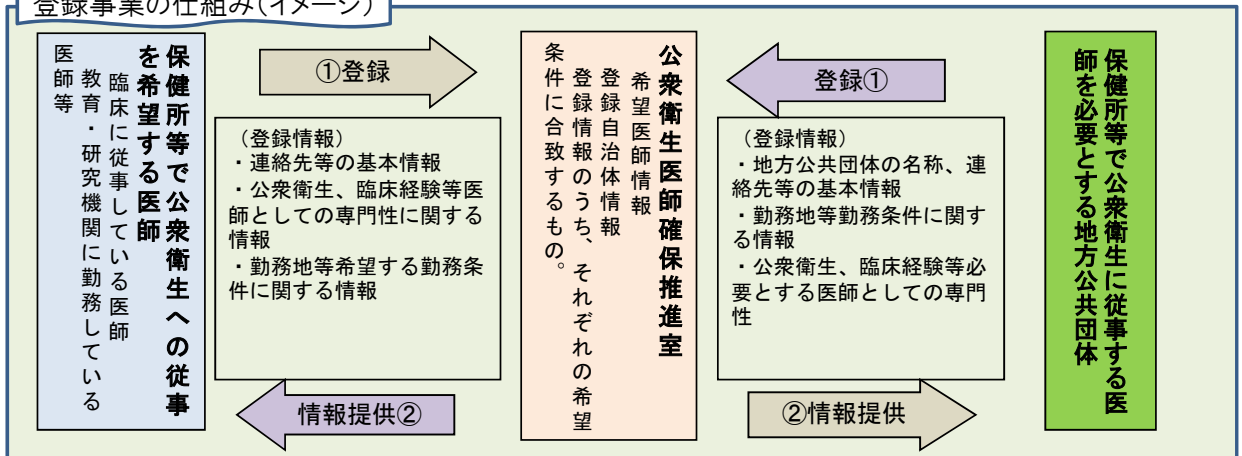 登録事業の仕組み(イメージ)
保健所等で公衆衛生への従事
を希望する医師
臨床に従事している医師
教育・研究機関に勤務している
医師等
①登録
(登録情報)
・連絡先等の基本情報
・公衆衛生、臨床経験等医
師としての専門性に関する
情報
・勤務地等希望する勤務条
件に関する情報
情報提供②
公衆衛生医師確保推進室
希望医師情報
登録自治体情報
登録情報のうち、それぞれの希望
条件に合致するもの。
登録①
(登録情報)
・地方公共団体の名称、連
絡先等の基本情報
・勤務地等勤務条件に関す
る情報
・公衆衛生、臨床経験等必
要とする医師としての専門
性
②情報提供
保健所等で公衆衛生に従事する医
師を必要とする地方公共団体